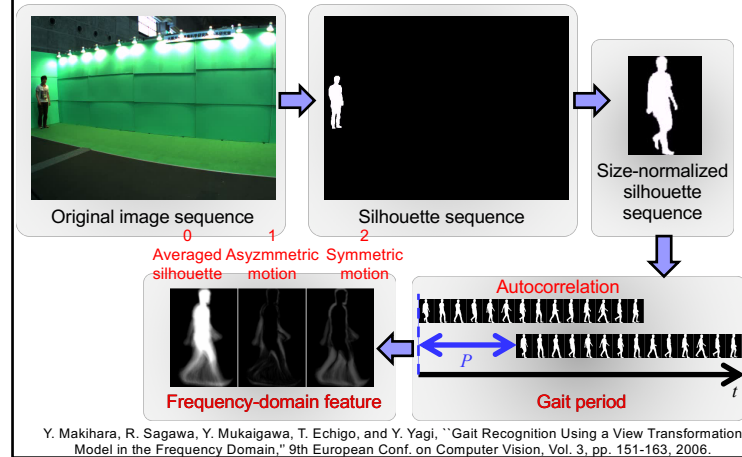 Original image sequence
Silhouette sequence
Size-normalized
silhouette
sequence
0
1
2
Averaged
silhouette
Asyzmmetric
motion
Symmetric
motion
Frequency-domain feature
Autocorrelation
P
t
Gait period
Y. Makihara, R. Sagawa, Y. Mukaigawa, T. Echigo, and Y. Yagi, ``Gait Recognition Using a View Transformation
Model in the Frequency Domain,'' 9th European Conf. on Computer Vision, Vol. 3, pp. 151-163, 2006.